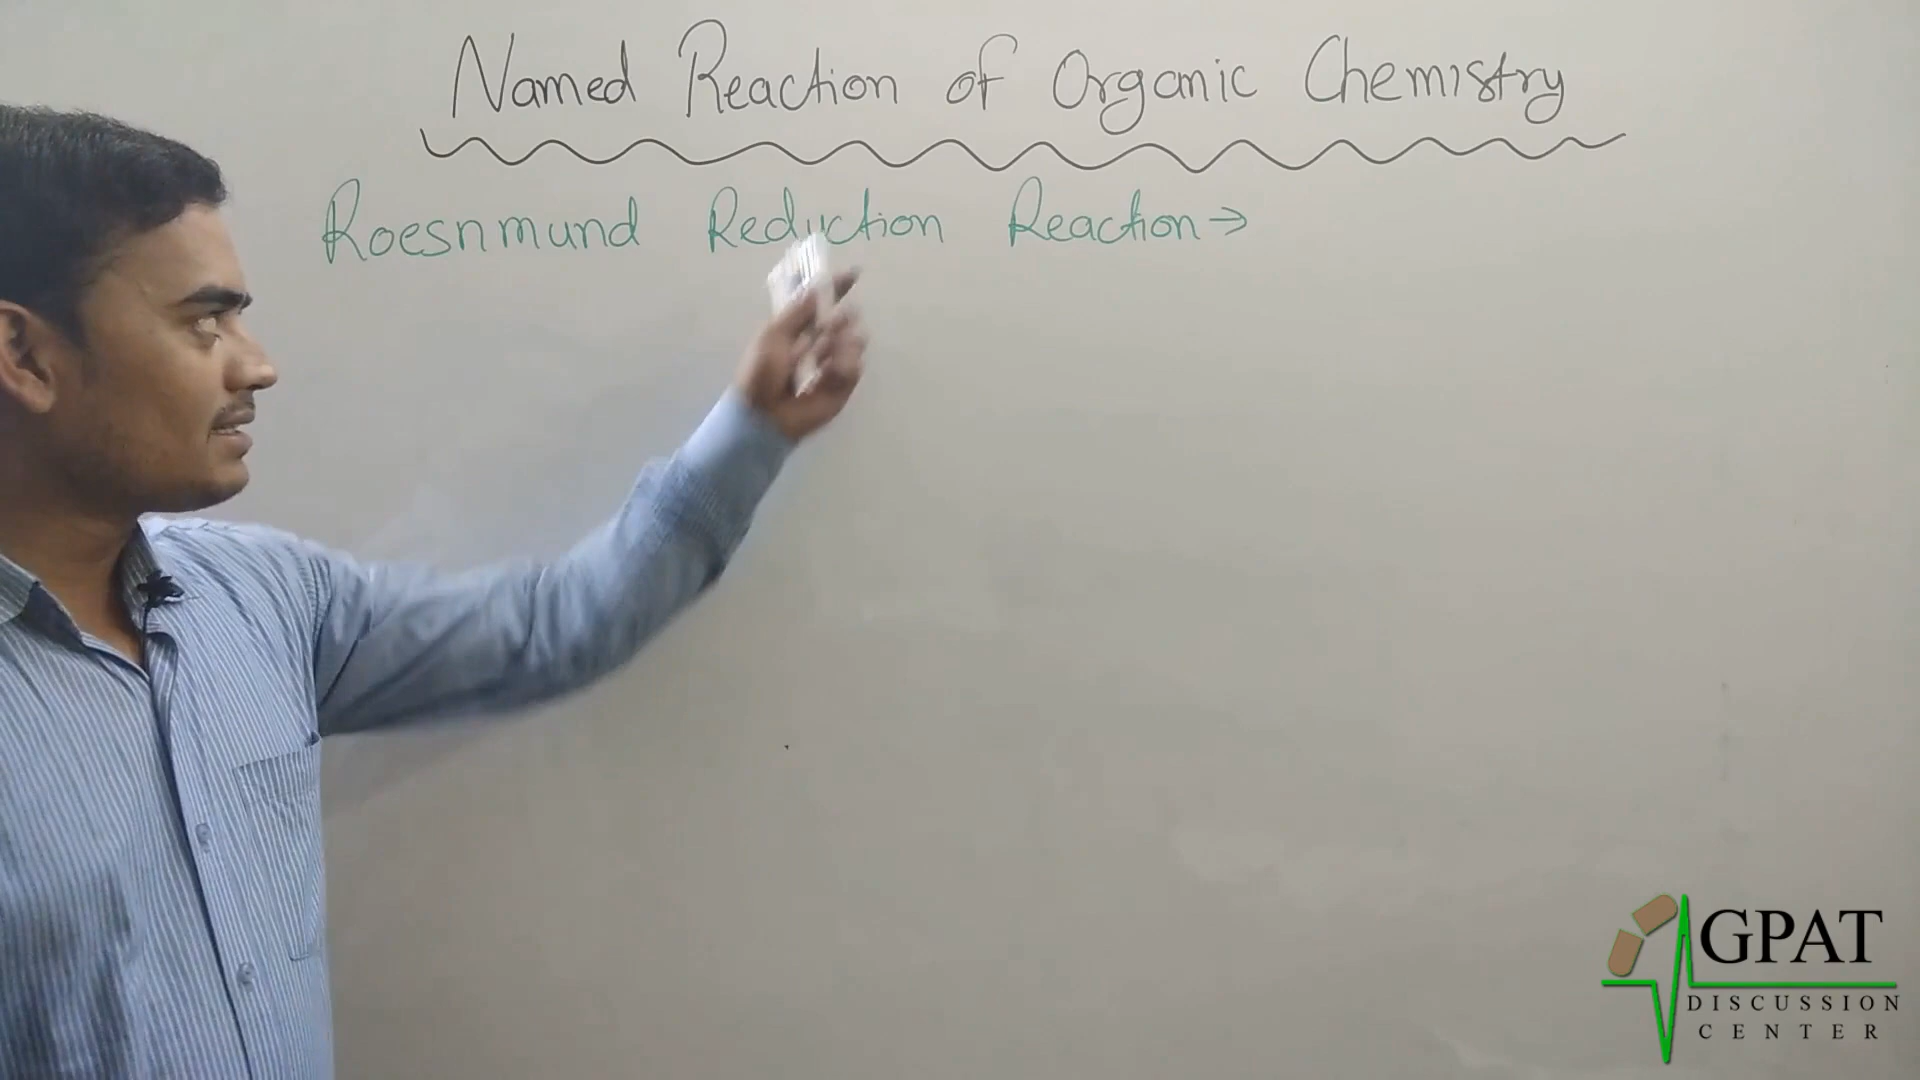 Named Reaction of Organic Chemistry
Roesnmund Reduction Reaction→
GPAT
DISCUSSION
CENTER